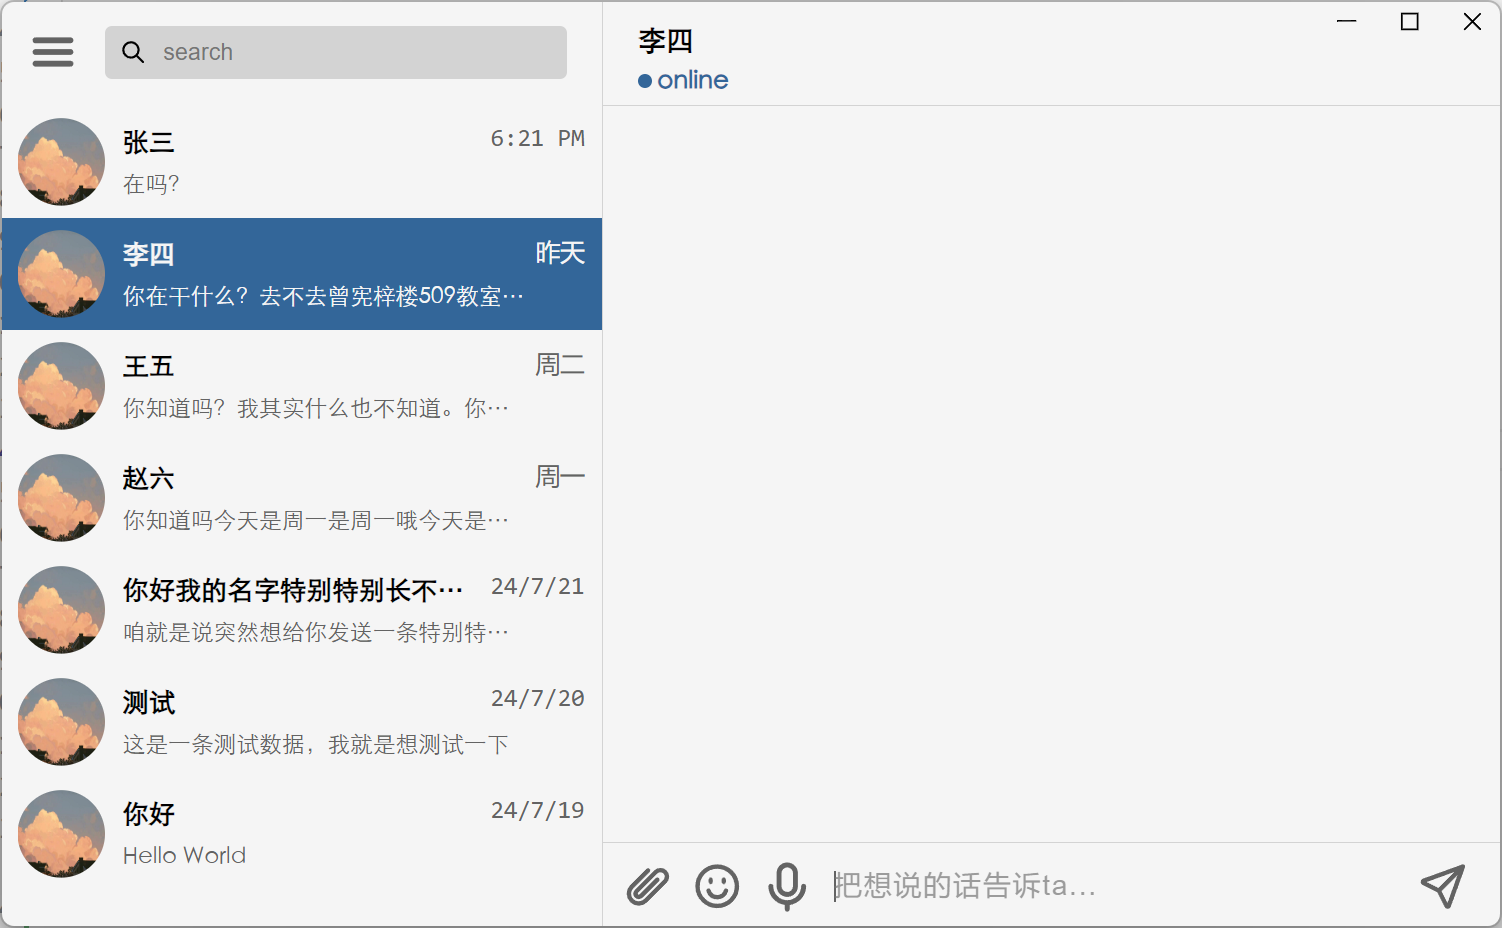 search
张三
6:21 PM
在吗？
李四
昨天
你在干什么？去不去曾宪梓楼509教室…
王五
周二
你知道吗？我其实什么也不知道。你…
赵六
周一
你知道吗今天是周一是周一哦今天是…
你好我的名字特别特别长不…
24/7/21
咱就是说突然想给你发送一条特别特…
测试
24/7/20
这是一条测试数据，我就是想测试一下
你好
24/7/19
Hello World
李四
online
把想说的话告诉ta...